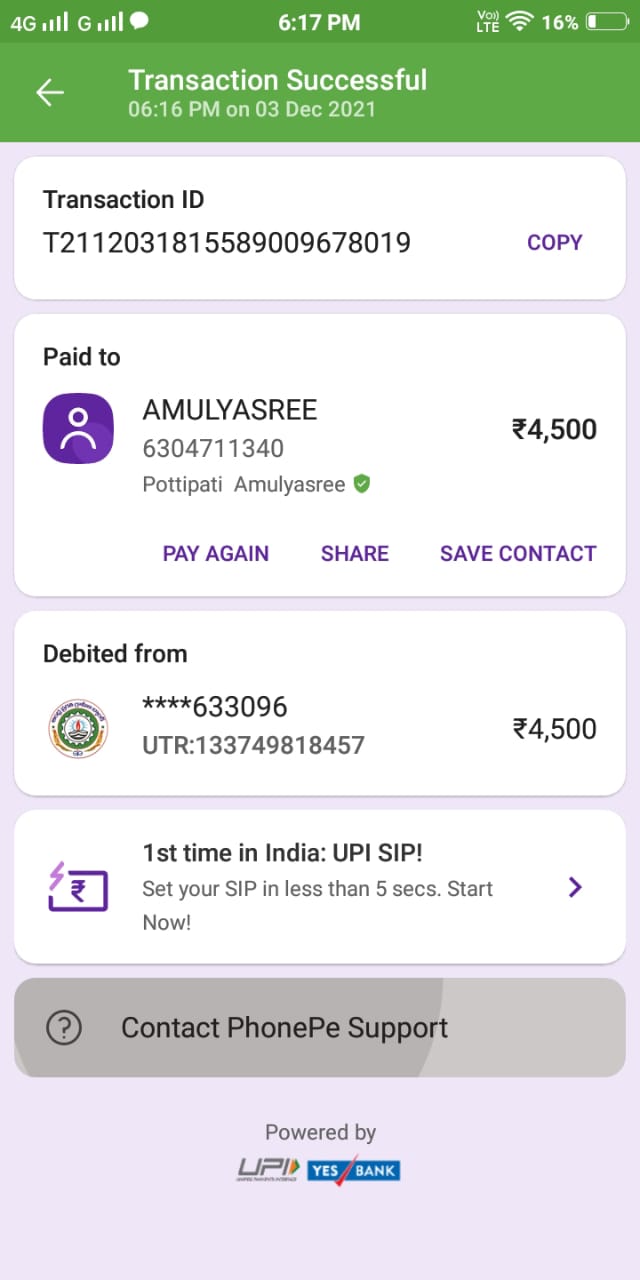 4G G 6:17 PM Vo) LTE 16%
Transaction Successful
06:16 PM on 03 Dec 2021
Transaction ID
T2112031815589009678019 COPY
Paid to
AMULYASREE ₹4,500
6304711340
Pottipati Amulyasree
PAY AGAIN SHARE SAVE CONTACT
Debited from
****633096 ₹4,500
UTR:133749818457
1st time in India: UPI SIP!
Set your SIP in less than 5 secs. Start
Now!
Contact PhonePe Support
Powered by
UPI YES BANK
UNIFIED PAYMENTS INTERFACE